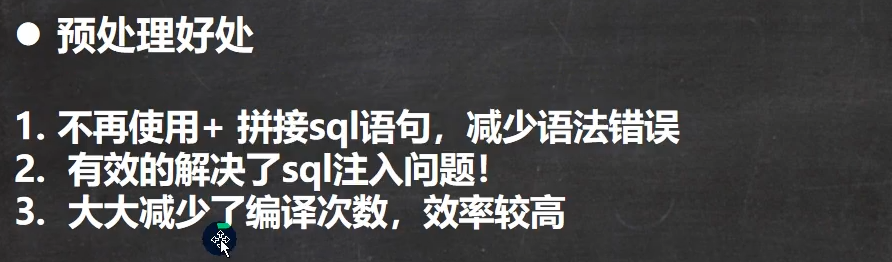 ● 预处理好处
1. 不再使用+ 拼接sql语句，减少语法错误
2. 有效的解决了sql注入问题！
3. 大大减少了编译次数，效率较高